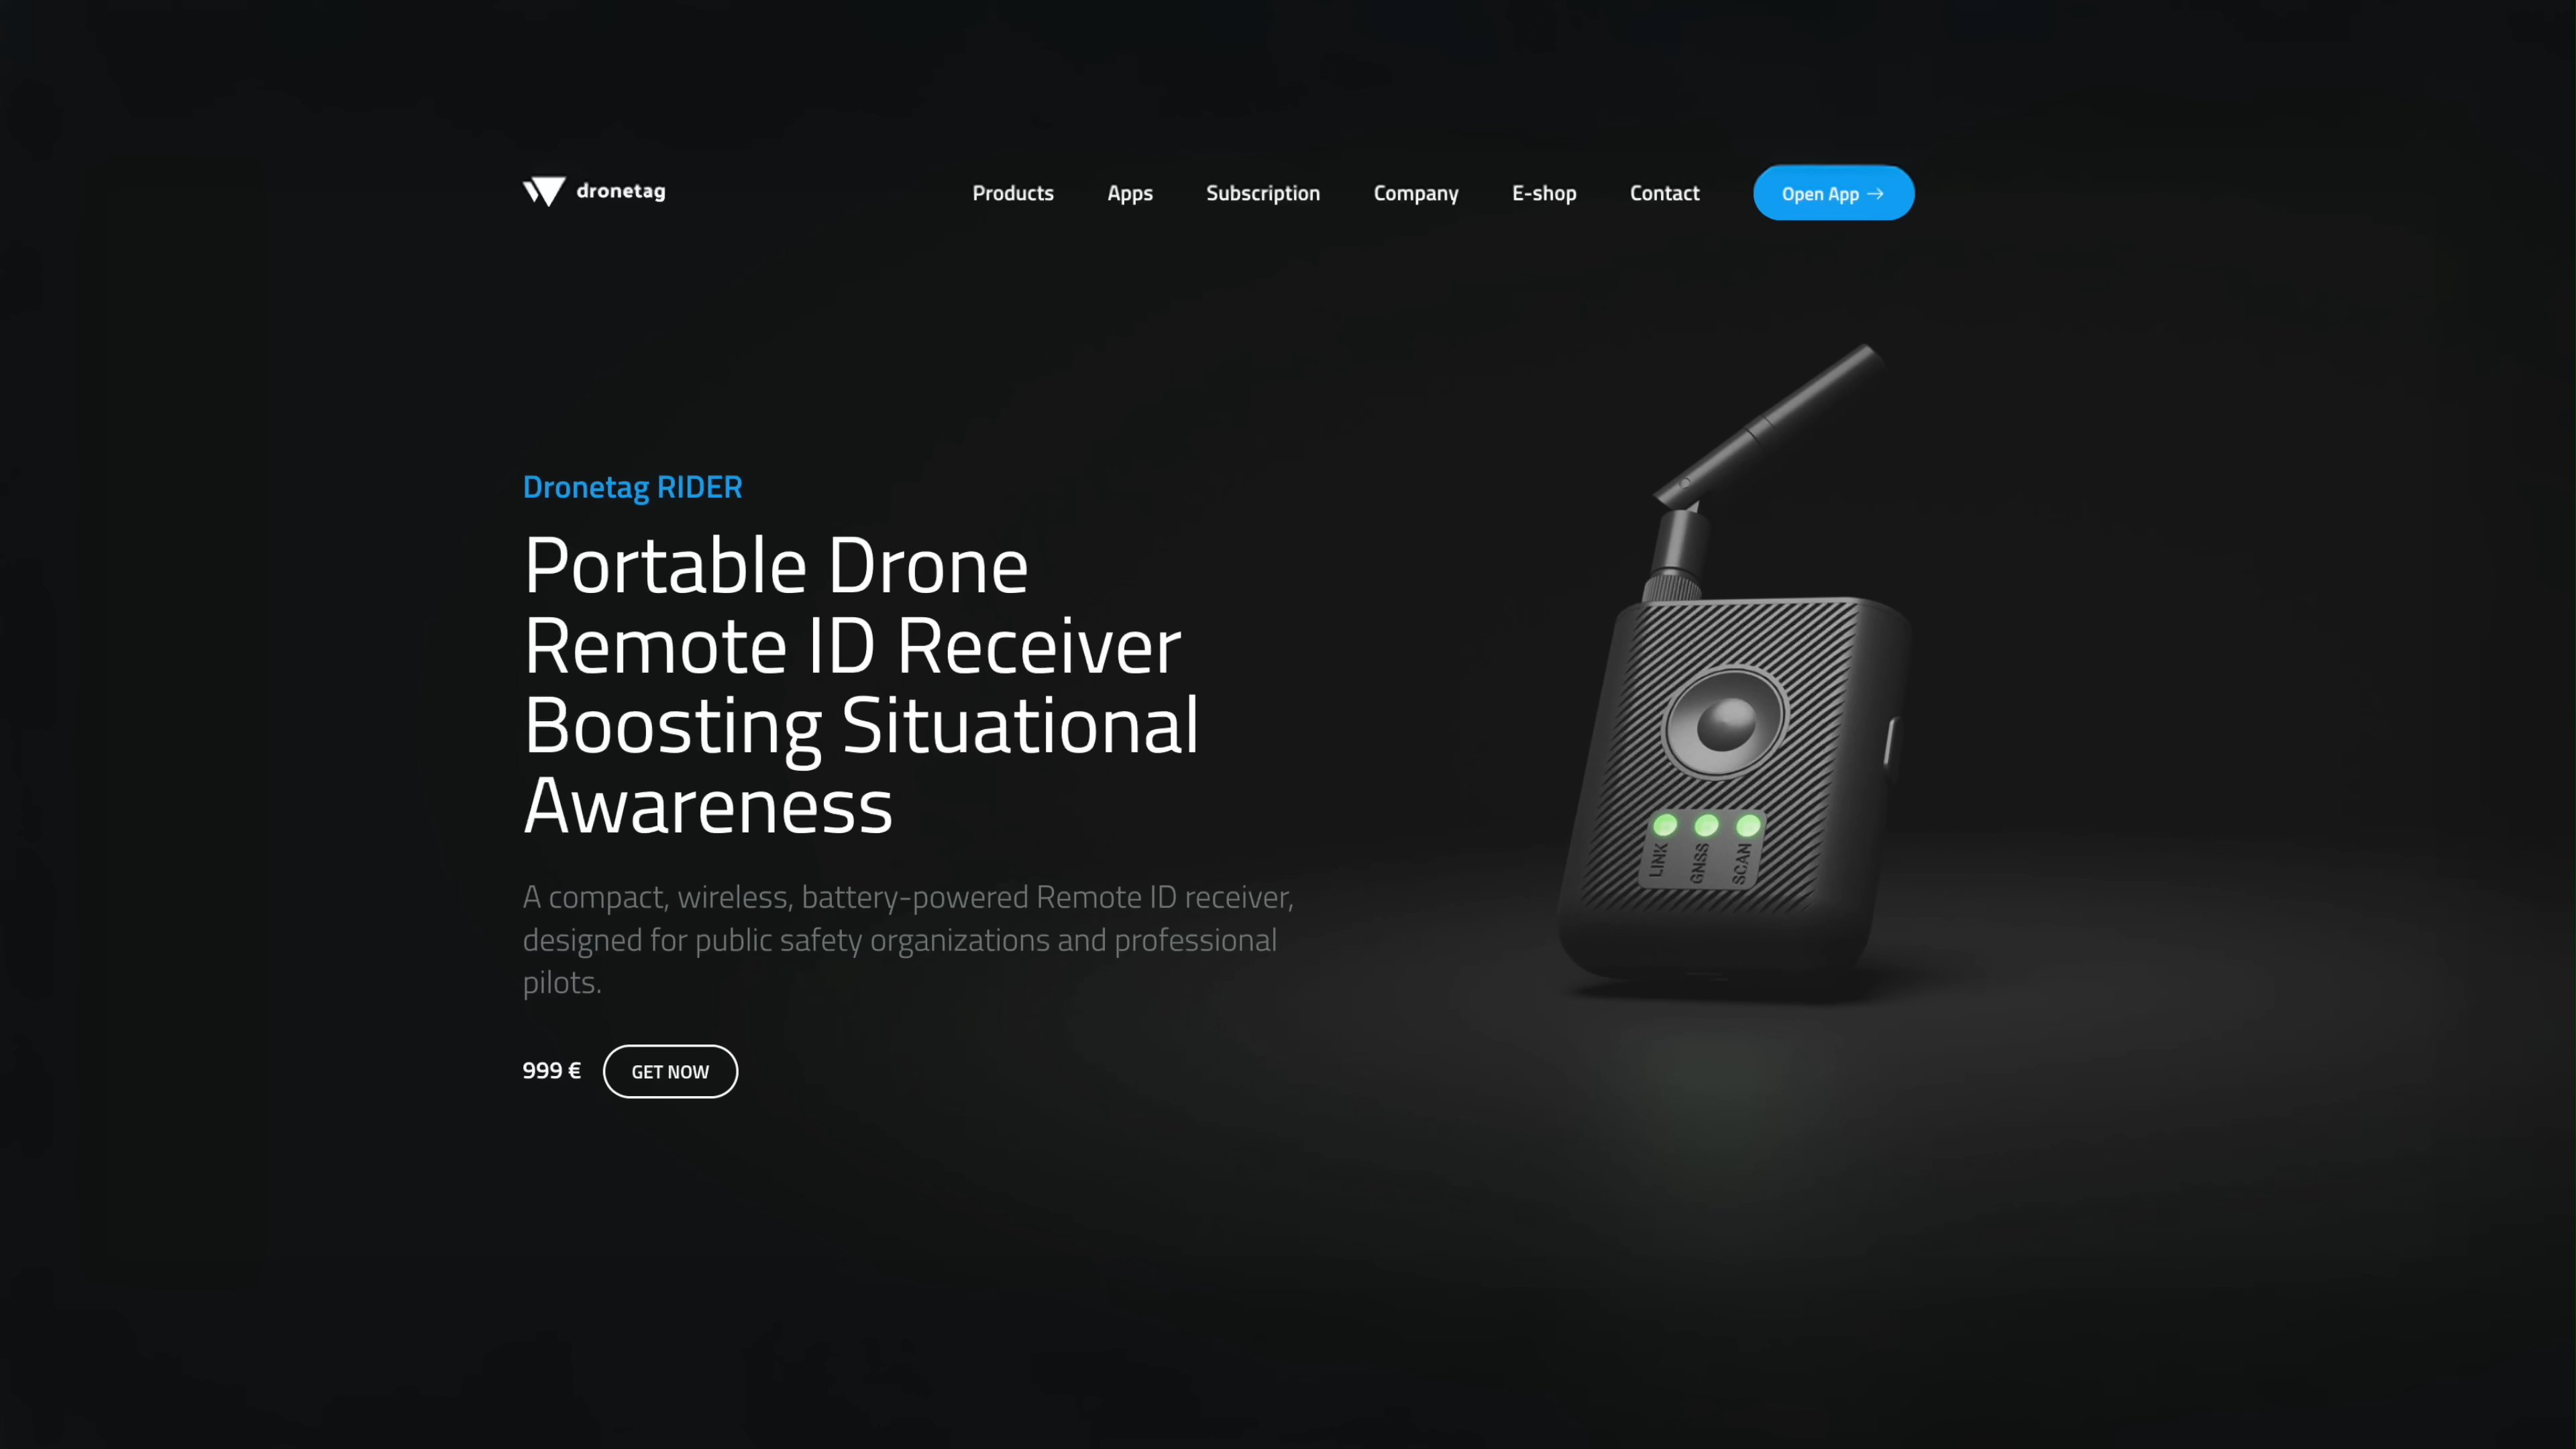 dronetag
Products Apps Subscription Company E-shop Contact Open App →
Dronetag RIDER
Portable Drone
Remote ID Receiver
Boosting Situational
Awareness
A compact, wireless, battery-powered Remote ID receiver,
designed for public safety organizations and professional
pilots.
999 € GET NOW
LINK GNSS SCAN